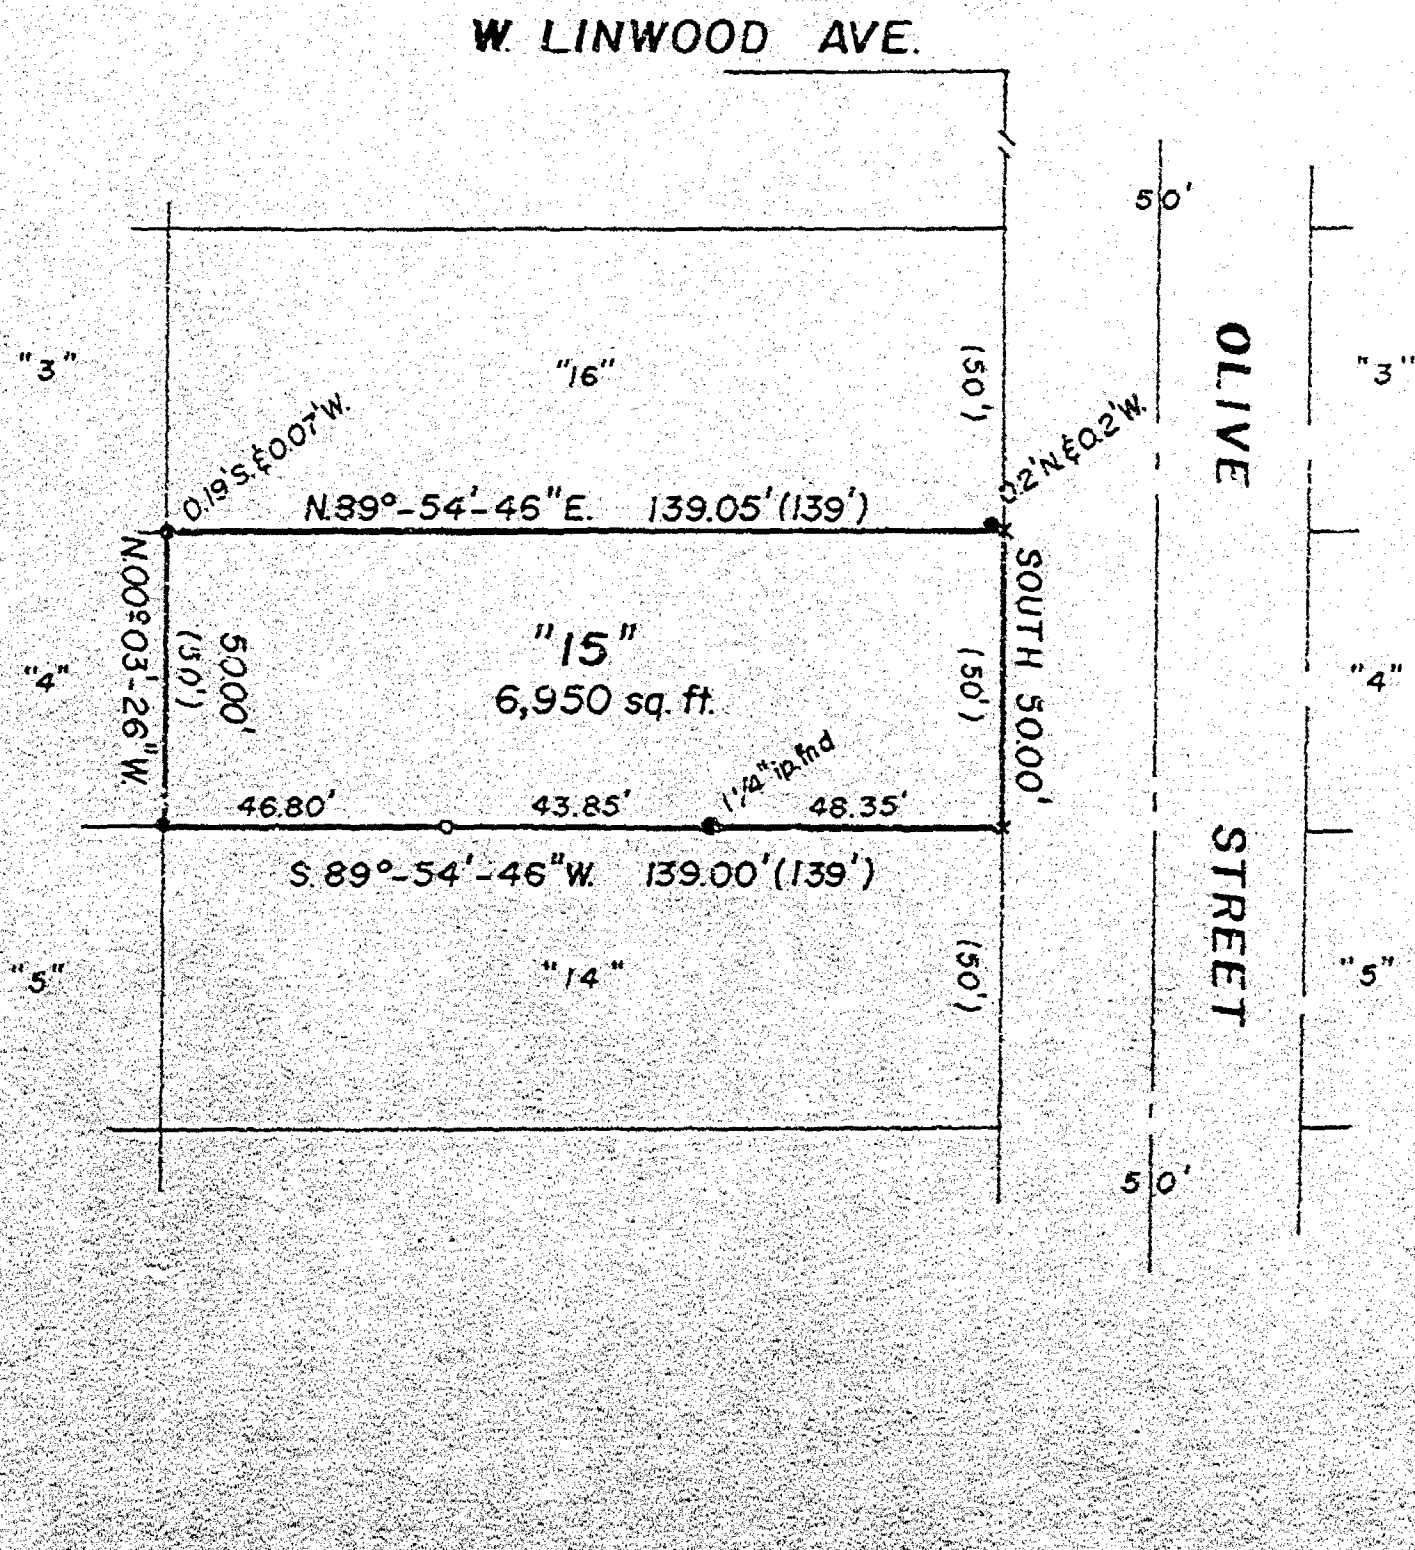 W. LINWOOD AVE.
50'
"3"
"16"
(50')
OLIVE
"3"
0.19'S.&0.07'W.
0.2'N.&0.2'W.
N.89°-54'-46"E. 139.05'(139')
N.00°-03'-26"W.
50.00'
(50')
"15"
6,950 sq. ft.
(50')
SOUTH 50.00'
"4"
"4"
1 1/4" ip. fnd
46.80'
43.85'
48.35'
S. 89°-54'-46"W. 139.00'(139')
STREET
"5"
"14"
(50')
"5"
50'